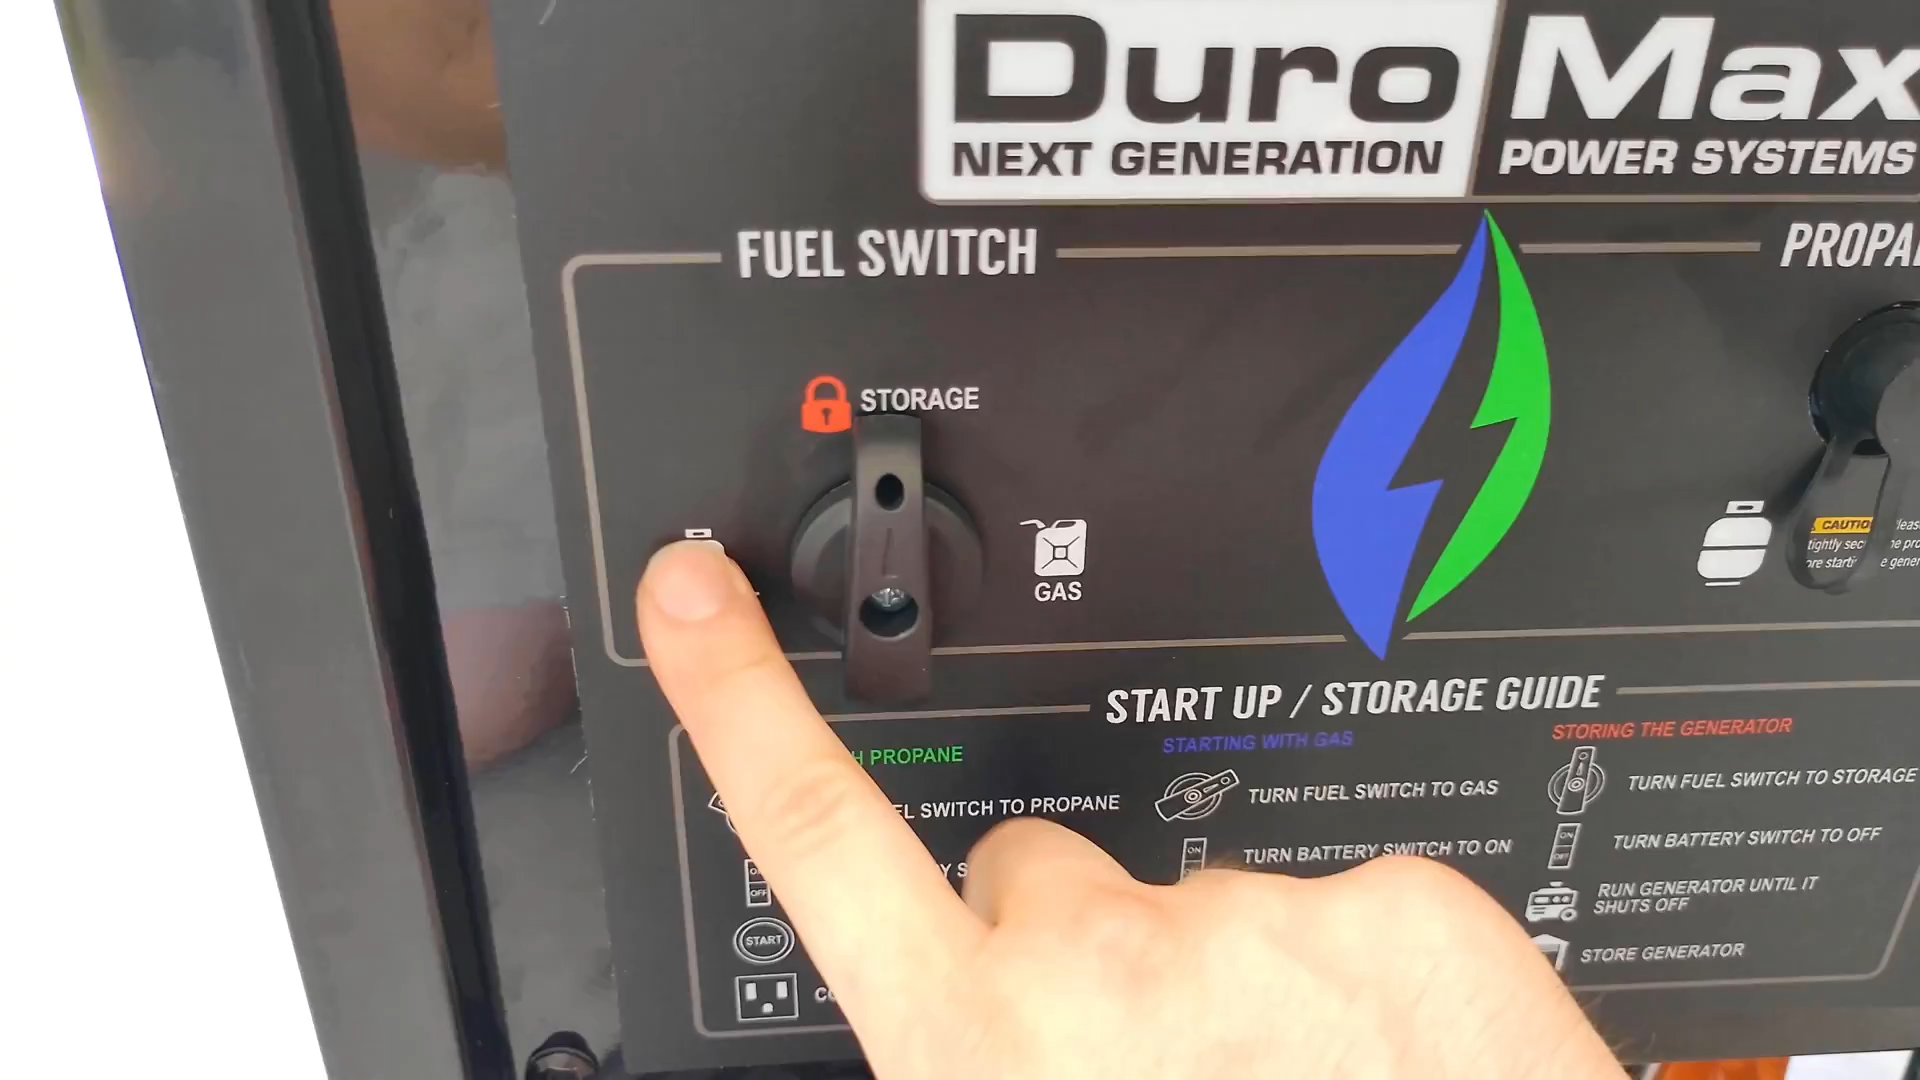 Duro Max
NEXT GENERATION POWER SYSTEMS
FUEL SWITCH
STORAGE
GAS
CAUTION
START UP / STORAGE GUIDE
H PROPANE
SWITCH TO PROPANE
OFF
START
STARTING WITH GAS
TURN FUEL SWITCH TO GAS
ON
TURN BATTERY SWITCH TO ON
STORING THE GENERATOR
TURN FUEL SWITCH TO STORAGE
ON
OFF
TURN BATTERY SWITCH TO OFF
RUN GENERATOR UNTIL IT
SHUTS OFF
STORE GENERATOR